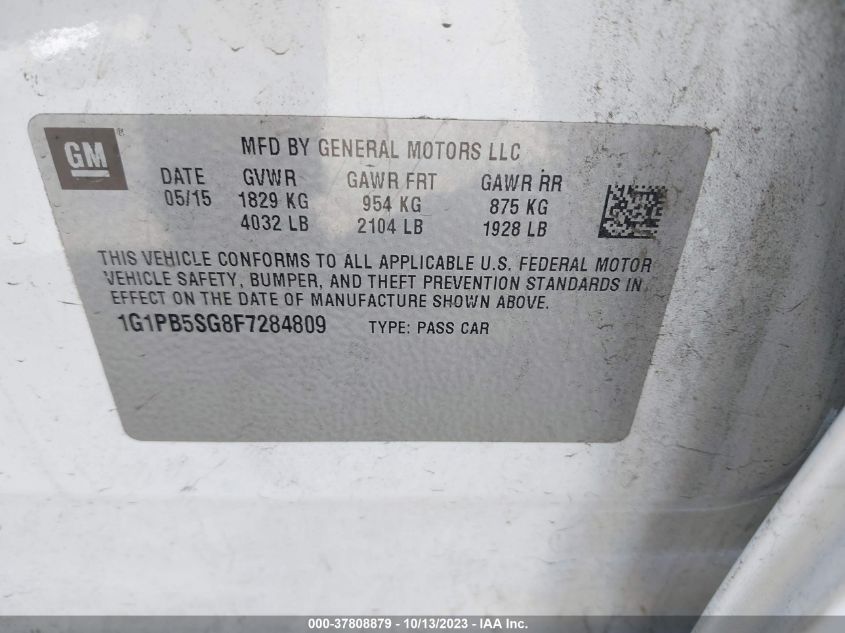 GM ®
MFD BY GENERAL MOTORS LLC
DATE GVWR GAWR FRT GAWR RR
05/15 1829 KG 954 KG 875 KG
4032 LB 2104 LB 1928 LB
THIS VEHICLE CONFORMS TO ALL APPLICABLE U.S. FEDERAL MOTOR
VEHICLE SAFETY, BUMPER, AND THEFT PREVENTION STANDARDS IN
EFFECT ON THE DATE OF MANUFACTURE SHOWN ABOVE.
1G1PB5SG8F7284809 TYPE: PASS CAR
000-37808879 - 10/13/2023 - IAA Inc.